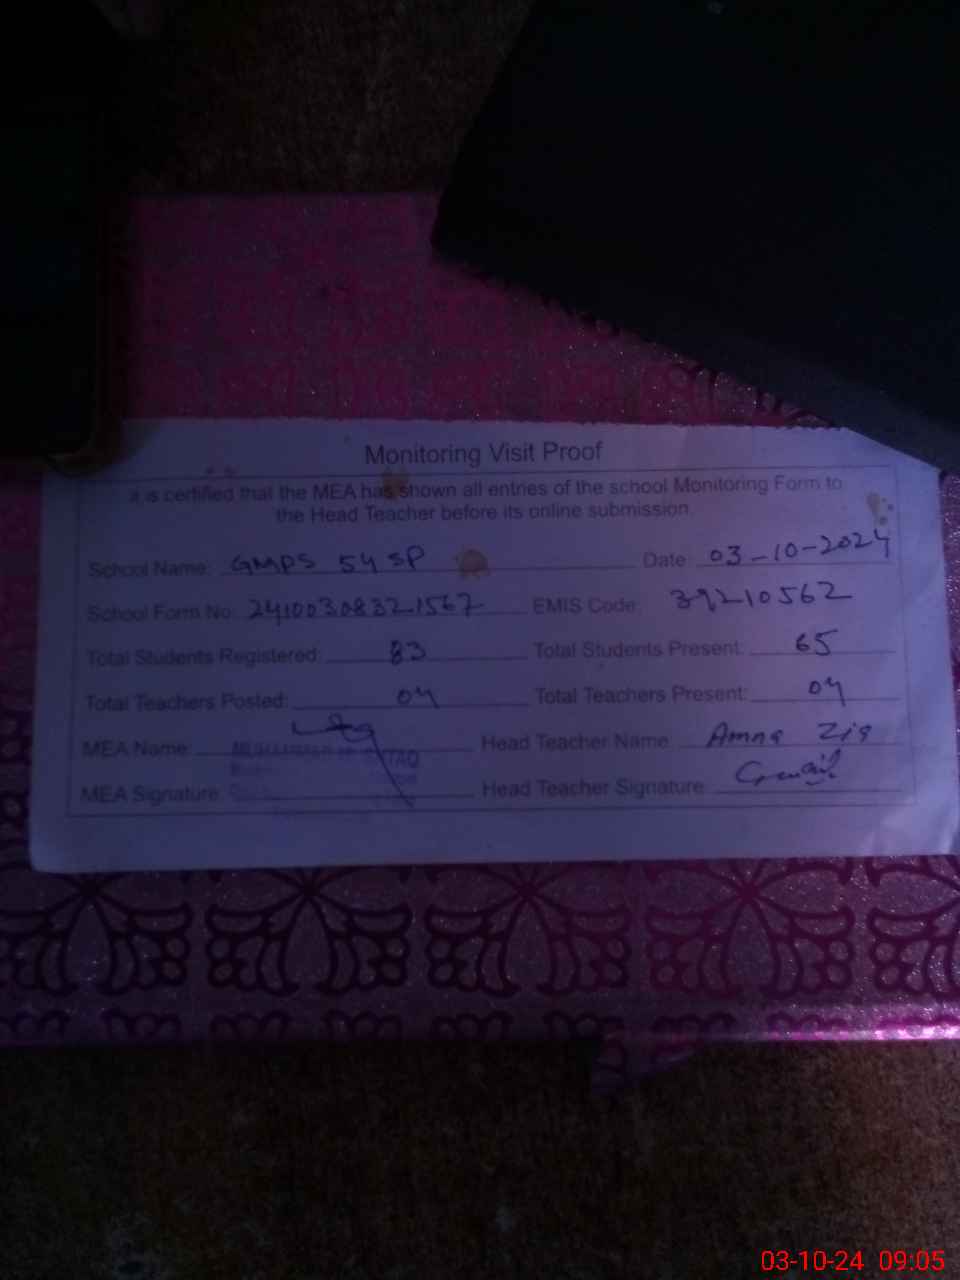 Monitoring Visit Proof
it is certified that the MEA has shown all entries of the school Monitoring Form to
the Head Teacher before its online submission.
School Name: GMPS 54 SP Date: 03-10-2024
School Form No: EMIS Code: 39210562
Total Students Registered: 83 Total Students Present: 65
Total Teachers Posted: 04 Total Teachers Present: 04
MEA Name: Head Teacher Name: Amna Zia
MEA Signature: Head Teacher Signature:
03-10-24 09:05